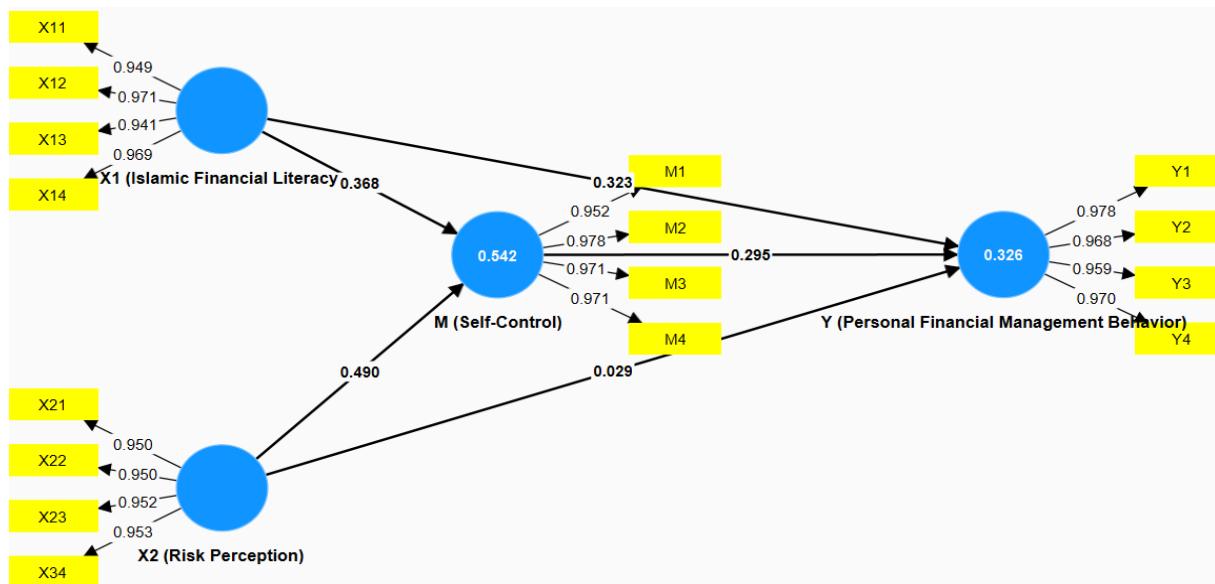 X11
0.949
X12
0.971
X13
0.941
X14
0.969
X1 (Islamic Financial Literacy
0.368
0.323
M1
0.952
M2
0.978
0.542
0.295
M3
0.971
M4
0.971
M (Self-Control)
Y1
0.978
Y2
0.968
0.326
Y3
0.959
Y4
0.970
Y (Personal Financial Management Behavior)
0.490
0.029
X21
0.950
X22
0.950
X23
0.952
X34
0.953
X2 (Risk Perception)